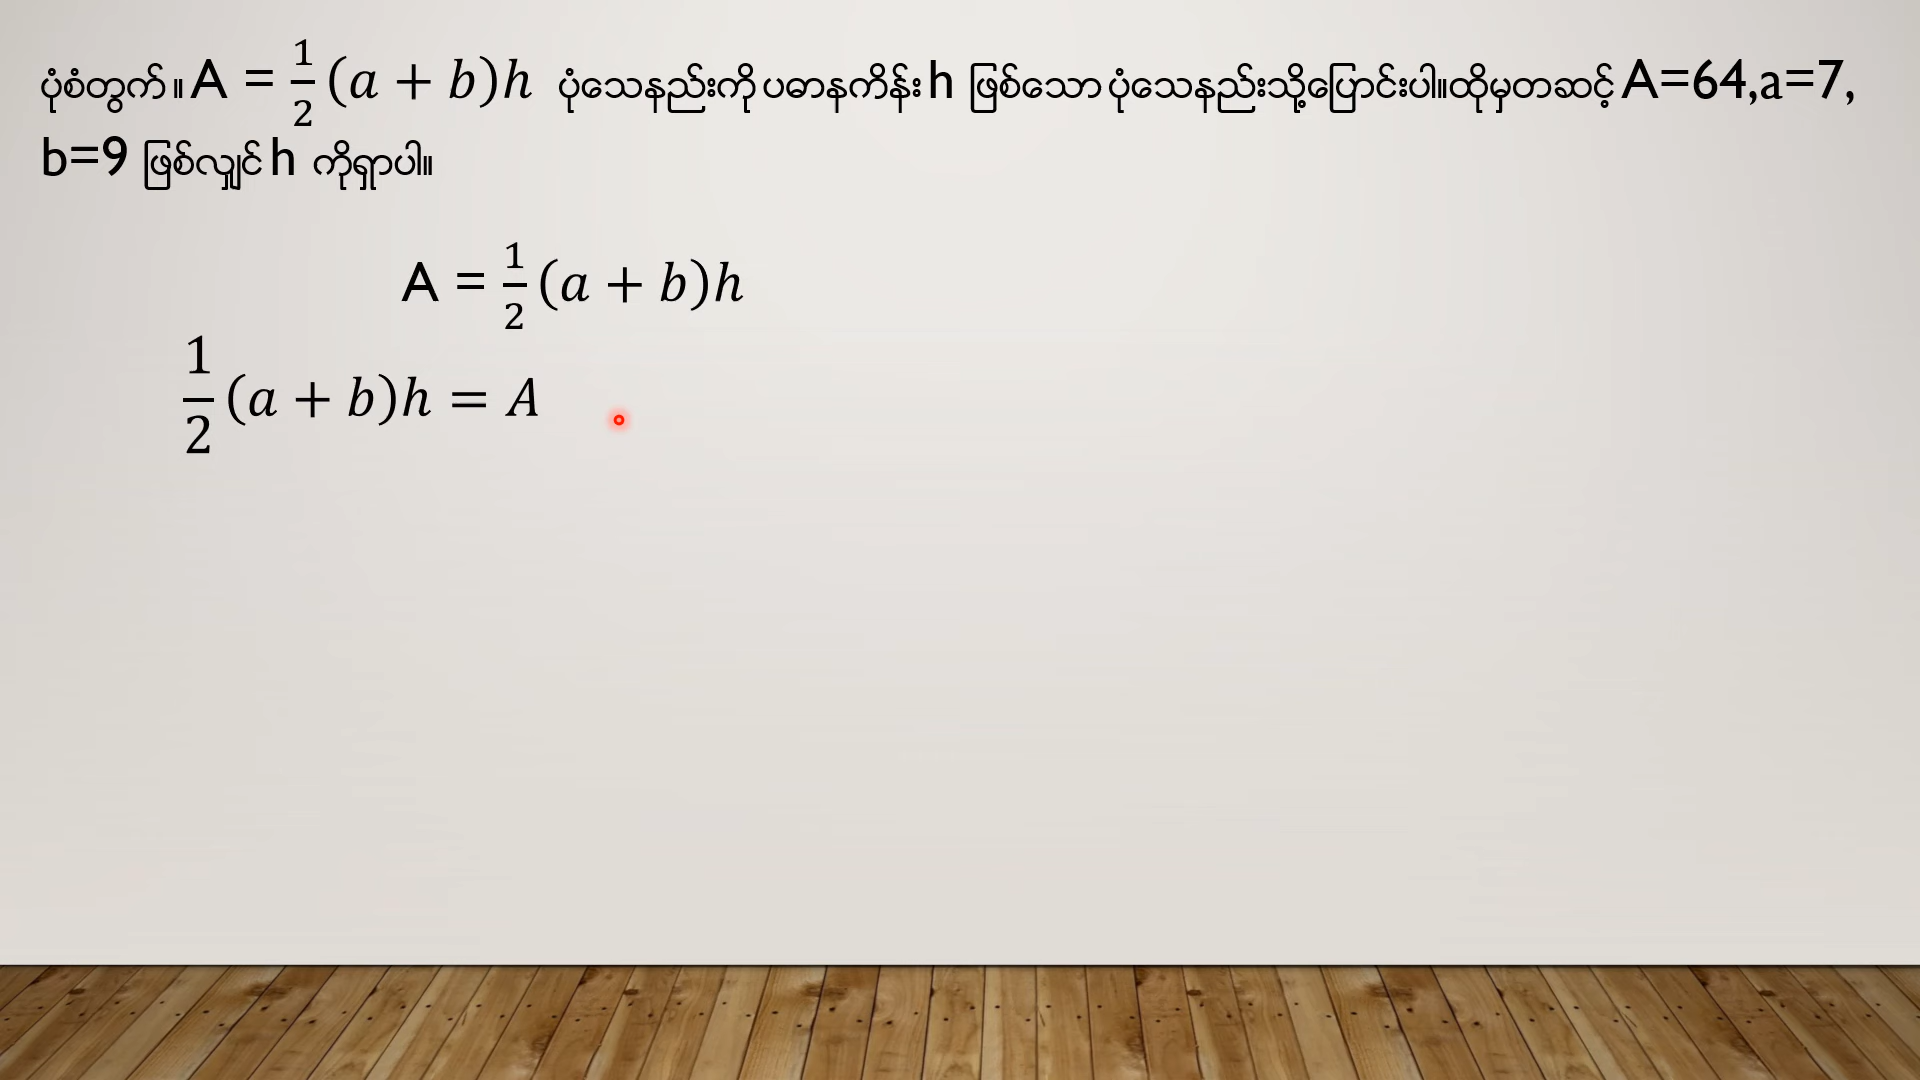 ပုံစံတွက်။ A = 1/2 (a + b)h ပုံသေနည်းကို ပဓာနကိန်း h ဖြစ်သော ပုံသေနည်းသို့ပြောင်းပါ။ထိုမှတဆင့် A=64,a=7,
b=9 ဖြစ်လျှင် h ကိုရှာပါ။
A = 1/2 (a + b)h
1/2 (a + b)h = A